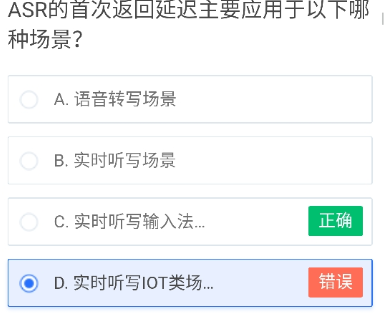 ASR的首次返回延迟主要应用于以下哪
种场景？
A. 语音转写场景
B. 实时听写场景
C. 实时听写输入法... 正确
D. 实时听写IOT类场... 错误